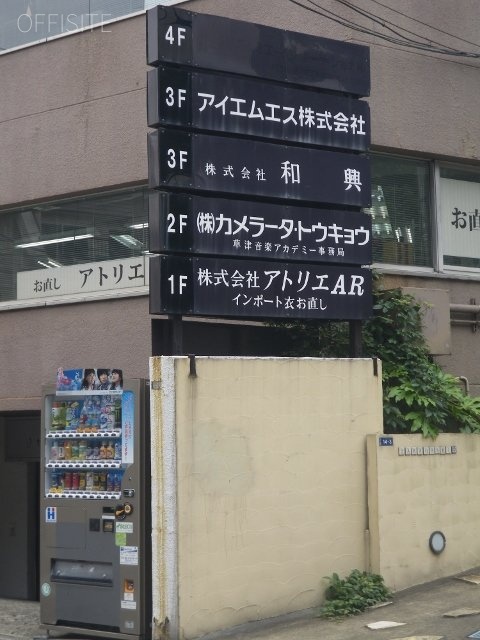 OFFISITE
4F
3F アイエムエス株式会社
3F 株式会社 和興
2F (株)カメラータ・トウキョウ
草津音楽アカデミー事務局
1F 株式会社アトリエAR
インポート衣お直し
お直し アトリエ
お直